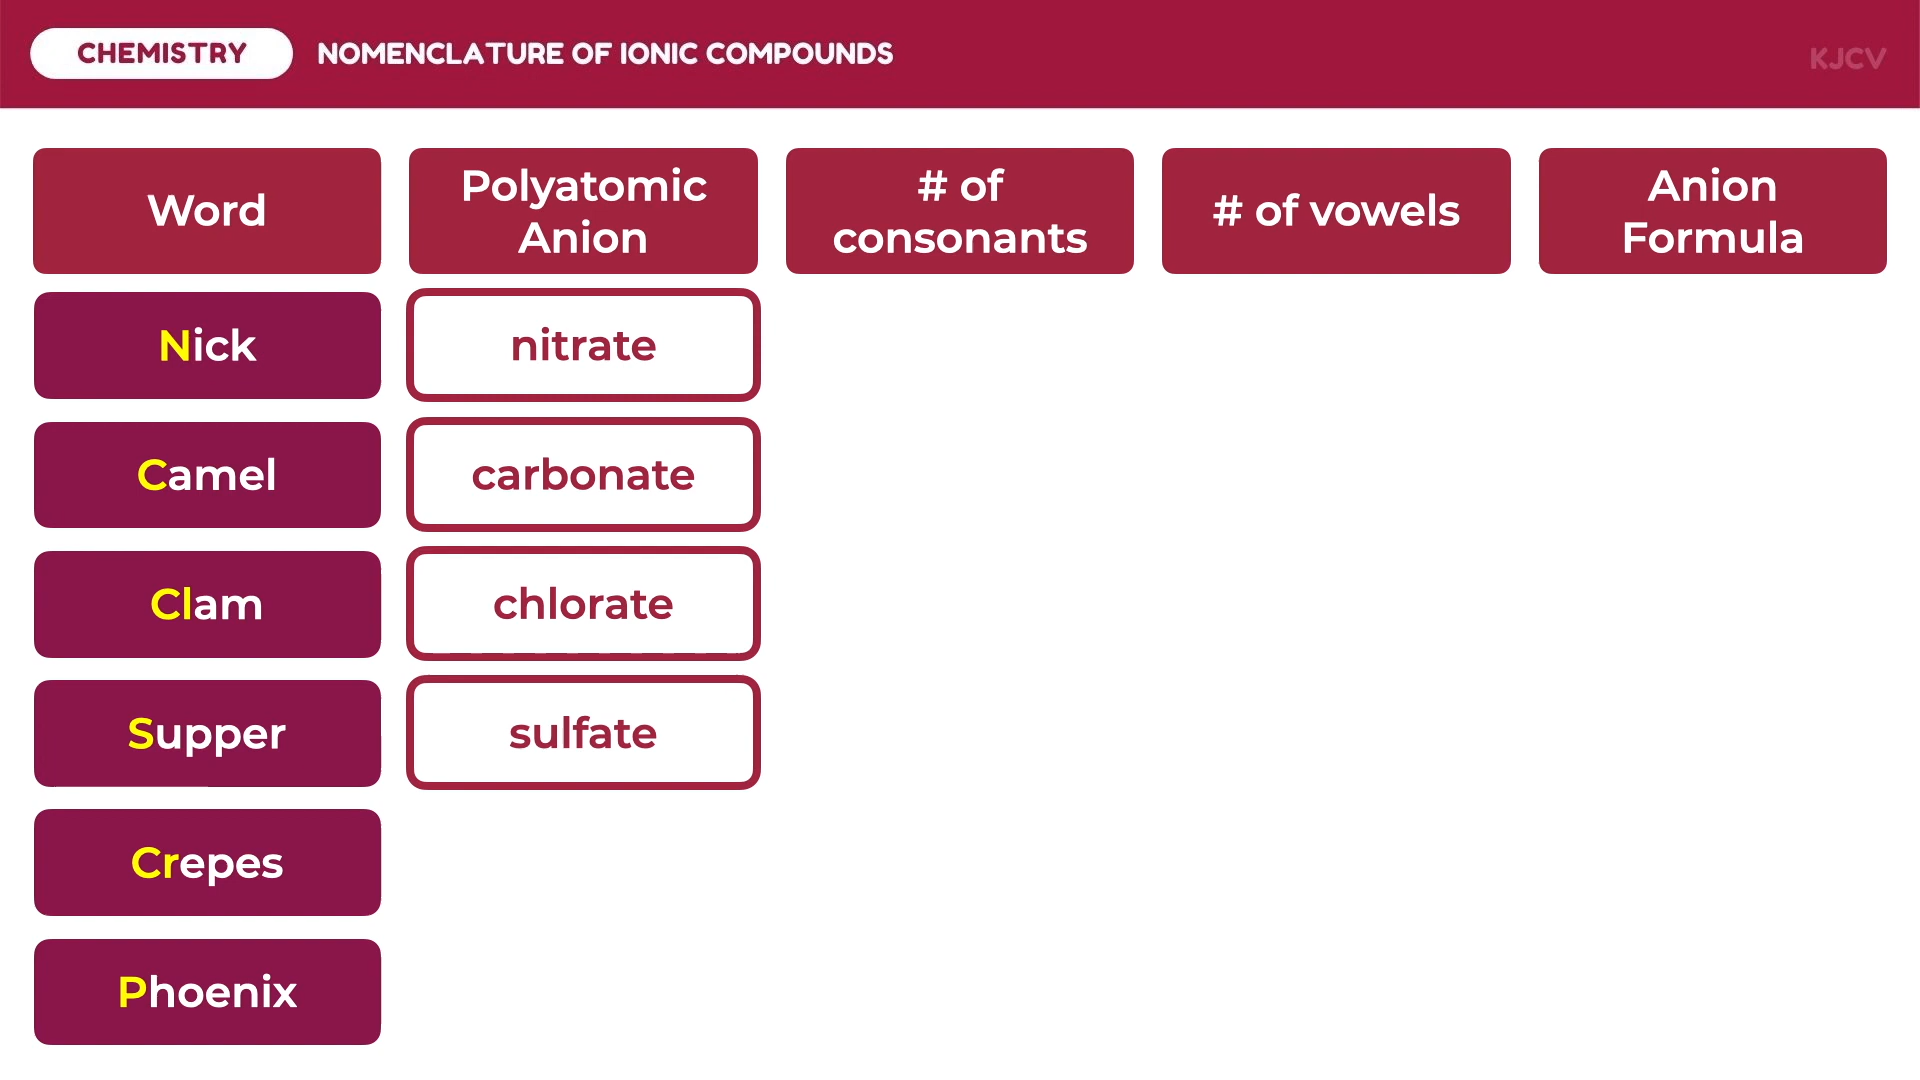 CHEMISTRY NOMENCLATURE OF IONIC COMPOUNDS KJCV
Word
Polyatomic
Anion
# of
consonants
# of vowels
Anion
Formula
Nick
nitrate
Camel
carbonate
Clam
chlorate
Supper
sulfate
Crepes
Phoenix